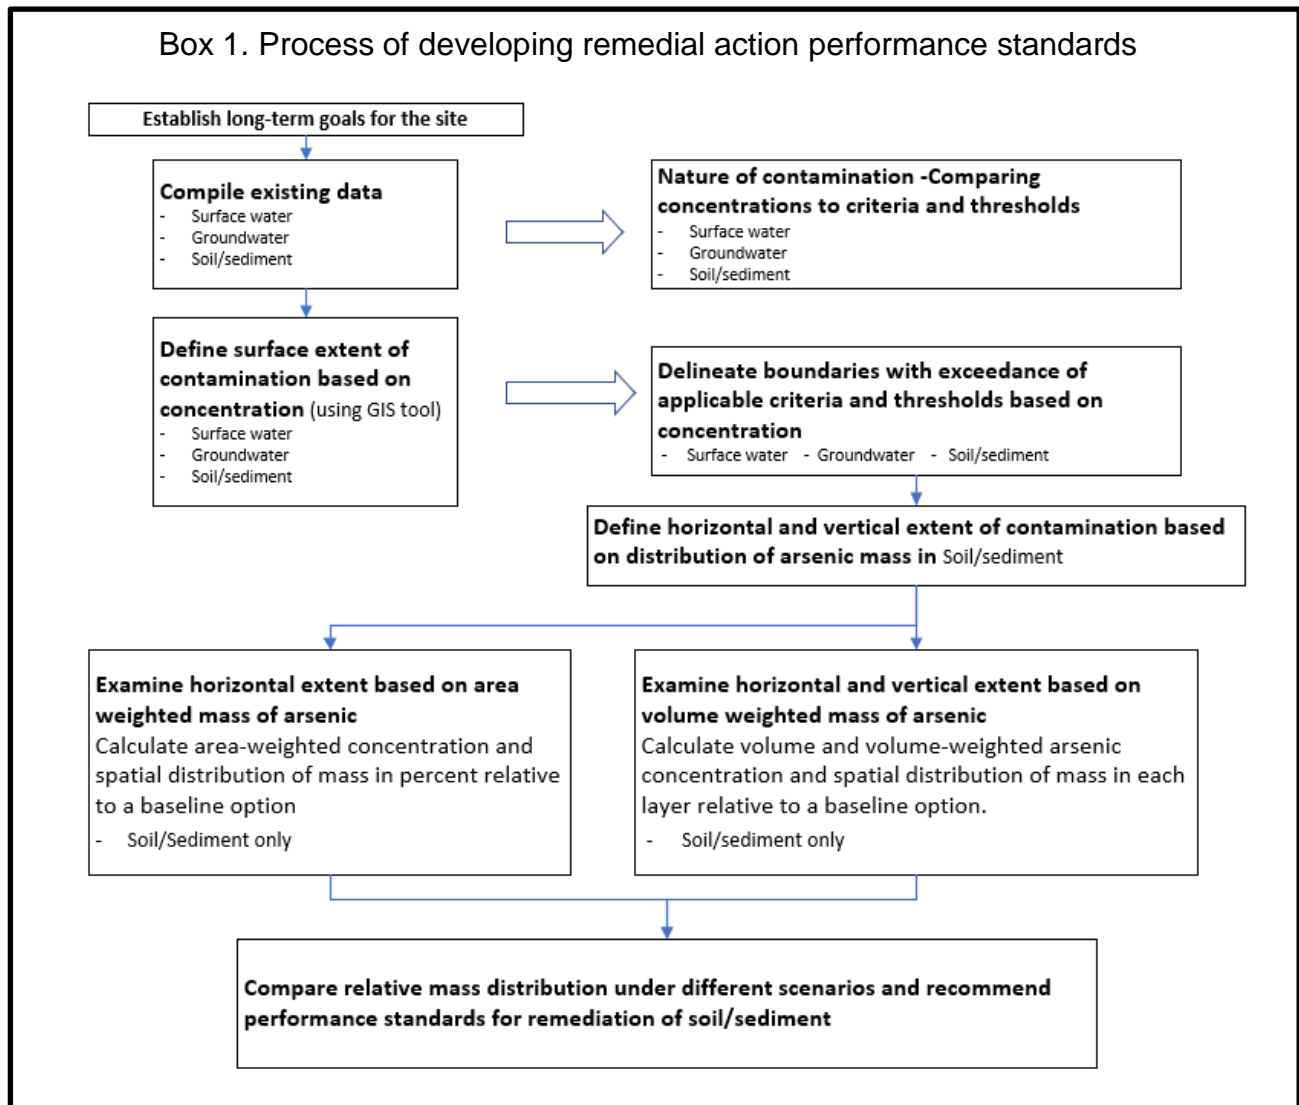 Box 1. Process of developing remedial action performance standards
Establish long-term goals for the site
Compile existing data
- Surface water
- Groundwater
- Soil/sediment
Nature of contamination -Comparing
concentrations to criteria and thresholds
- Surface water
- Groundwater
- Soil/sediment
Define surface extent of
contamination based on
concentration (using GIS tool)
- Surface water
- Groundwater
- Soil/sediment
Delineate boundaries with exceedance of
applicable criteria and thresholds based on
concentration
- Surface water - Groundwater - Soil/sediment
Define horizontal and vertical extent of contamination based
on distribution of arsenic mass in Soil/sediment
Examine horizontal extent based on area
weighted mass of arsenic
Calculate area-weighted concentration and
spatial distribution of mass in percent relative
to a baseline option
- Soil/Sediment only
Examine horizontal and vertical extent based on
volume weighted mass of arsenic
Calculate volume and volume-weighted arsenic
concentration and spatial distribution of mass in each
layer relative to a baseline option.
- Soil/sediment only
Compare relative mass distribution under different scenarios and recommend
performance standards for remediation of soil/sediment